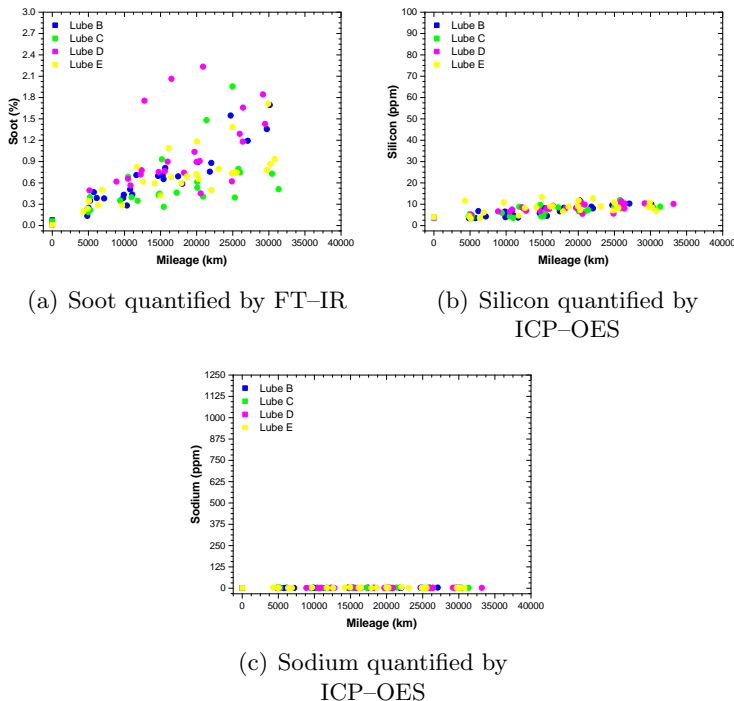 3.0
2.7
2.4
2.1
1.8
1.5
1.2
0.9
0.6
0.3
0.0
Soot (%)
Lube B
Lube C
Lube D
Lube E
0 5000 10000 15000 20000 25000 30000 35000 40000
Mileage (km)
(a) Soot quantified by FT–IR
100
90
80
70
60
50
40
30
20
10
0
Silicon (ppm)
Lube B
Lube C
Lube D
Lube E
0 5000 10000 15000 20000 25000 30000 35000 40000
Mileage (km)
(b) Silicon quantified by
ICP–OES
1250
1125
1000
875
750
625
500
375
250
125
0
Sodium (ppm)
Lube B
Lube C
Lube D
Lube E
0 5000 10000 15000 20000 25000 30000 35000 40000
Mileage (km)
(c) Sodium quantified by
ICP–OES